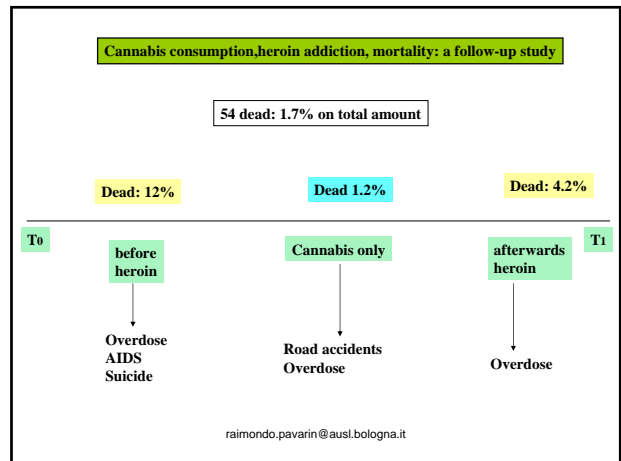 Cannabis consumption,heroin addiction, mortality: a follow-up study
54 dead: 1.7% on total amount
Dead: 12%
Dead 1.2%
Dead: 4.2%
T0
before
heroin
Cannabis only
afterwards
heroin
T1
Overdose
AIDS
Suicide
Road accidents
Overdose
Overdose
raimondo.pavarin@ausl.bologna.it